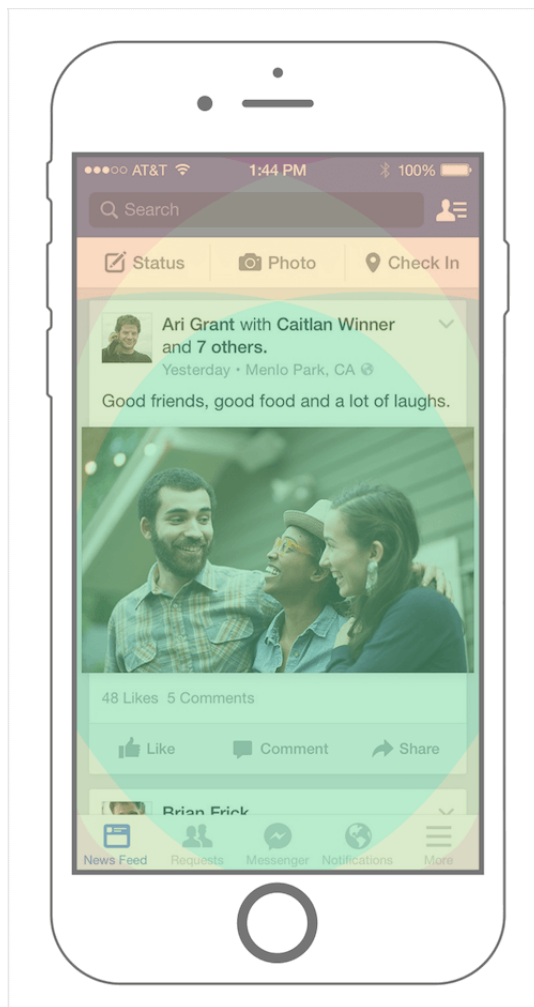 AT&T 1:44 PM 100%
Search
Status Photo Check In
Ari Grant with Caitlan Winner
and 7 others.
Yesterday • Menlo Park, CA
Good friends, good food and a lot of laughs.
48 Likes 5 Comments
Like Comment Share
Brian Frick
News Feed Requests Messenger Notifications More